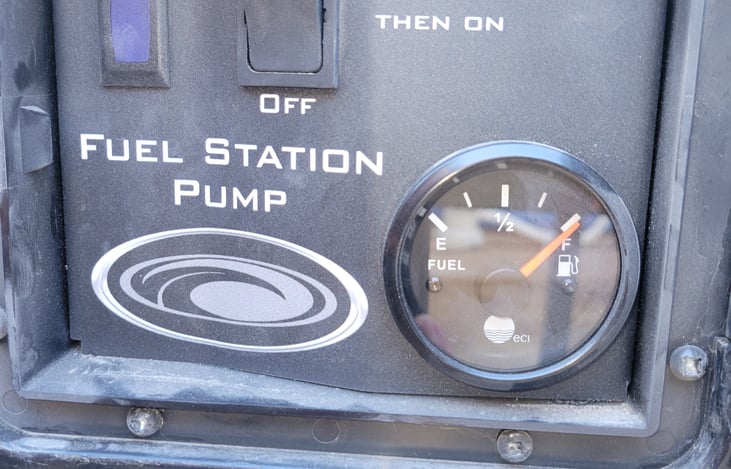 THEN ON
OFF
FUEL STATION
PUMP
½
E
F
FUEL
eci